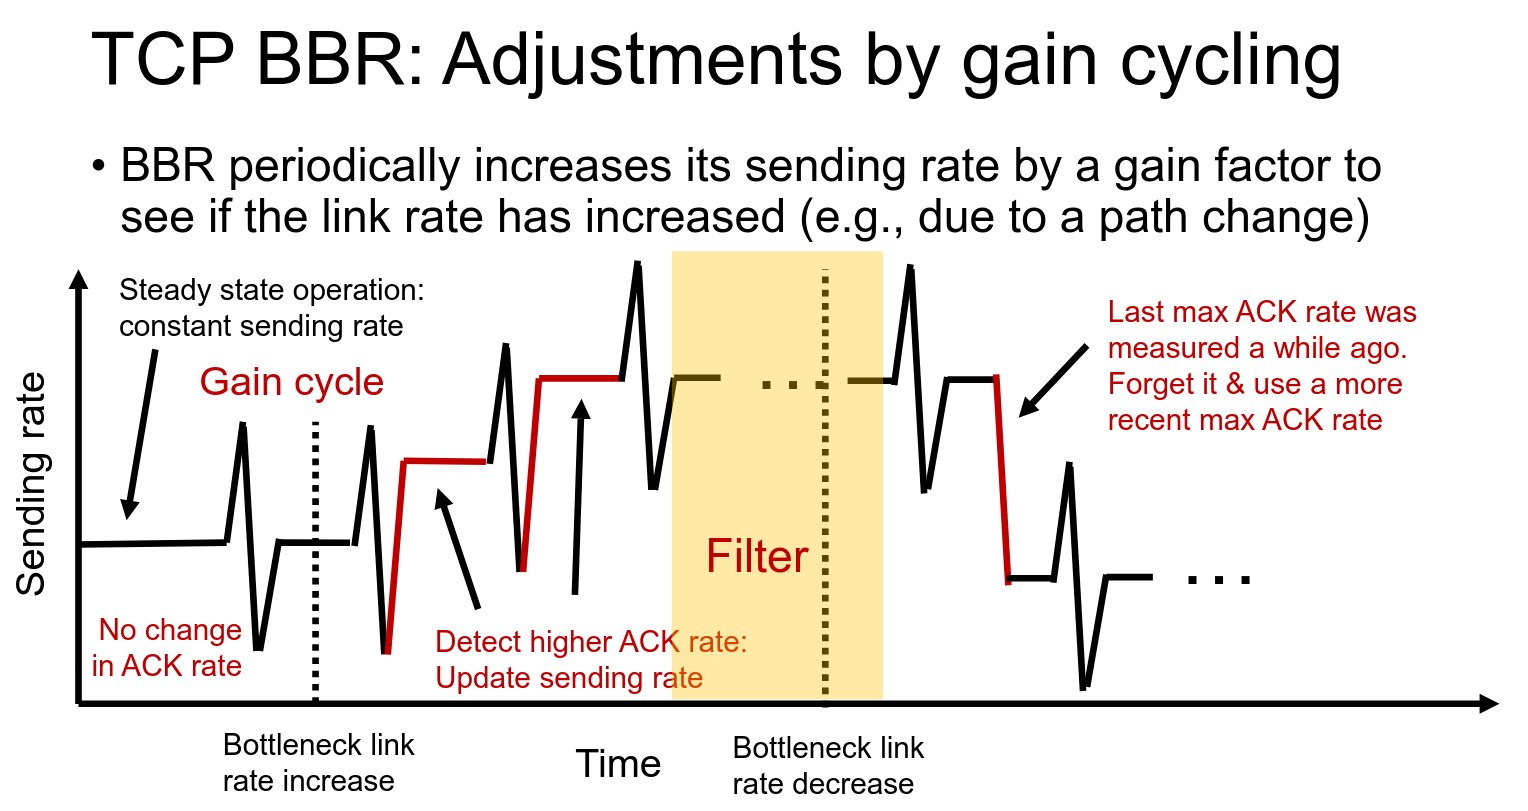 TCP BBR: Adjustments by gain cycling
• BBR periodically increases its sending rate by a gain factor to
see if the link rate has increased (e.g., due to a path change)
Steady state operation:
constant sending rate
Gain cycle
Last max ACK rate was
measured a while ago.
Forget it & use a more
recent max ACK rate
Sending rate
Filter
No change
in ACK rate
Detect higher ACK rate:
Update sending rate
Bottleneck link
rate increase
Time
Bottleneck link
rate decrease